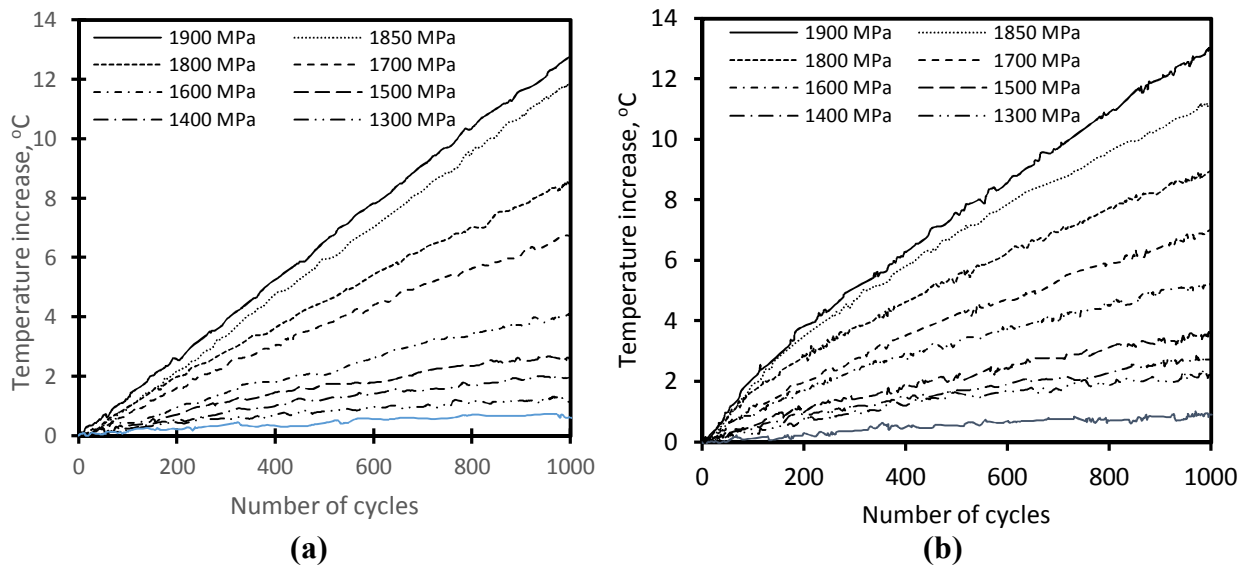 14
12
10
8
6
4
2
0
Temperature increase, °C
1900 MPa 1850 MPa
1800 MPa 1700 MPa
1600 MPa 1500 MPa
1400 MPa 1300 MPa
0 200 400 600 800 1000
Number of cycles
(a)
14
12
10
8
6
4
2
0
Temperature increase, °C
1900 MPa 1850 MPa
1800 MPa 1700 MPa
1600 MPa 1500 MPa
1400 MPa 1300 MPa
0 200 400 600 800 1000
Number of cycles
(b)